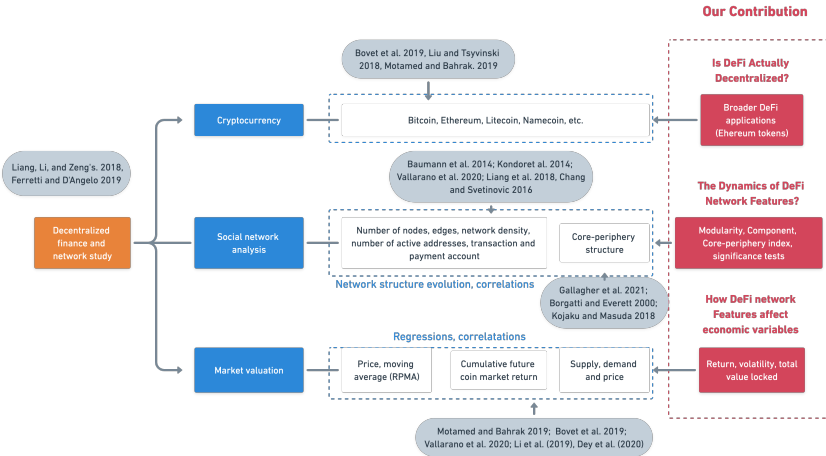 Our Contribution
Bovet et al. 2019, Liu and Tsyvinski
2018, Motamed and Bahrak. 2019
Is DeFi Actually
Decentralized?
Cryptocurrency
Bitcoin, Ethereum, Litecoin, Namecoin, etc.
Broader DeFi
applications
(Ehereum tokens)
Liang, Li, and Zeng's. 2018,
Ferretti and D'Angelo 2019
Baumann et al. 2014; Kondoret al. 2014;
Vallarano et al. 2020; Liang et al. 2018, Chang
and Svetinovic 2016
The Dynamics of DeFi
Network Features?
Decentralized
finance and
network study
Social network
analysis
Number of nodes, edges, network density,
number of active addresses, transaction and
payment account
Core-periphery
structure
Modularity, Component,
Core-periphery index,
significance tests
Network structure evolution, correlations
Gallagher et al. 2021;
Borgatti and Everett 2000;
Kojaku and Masuda 2018
How DeFi network
Features affect
economic variables
Regressions, correlatations
Market valuation
Price, moving
average (RPMA)
Cumulative future
coin market return
Supply, demand
and price
Return, volatility, total
value locked
Motamed and Bahrak 2019; Bovet et al. 2019;
Vallarano et al. 2020; Li et al. (2019), Dey et al. (2020)